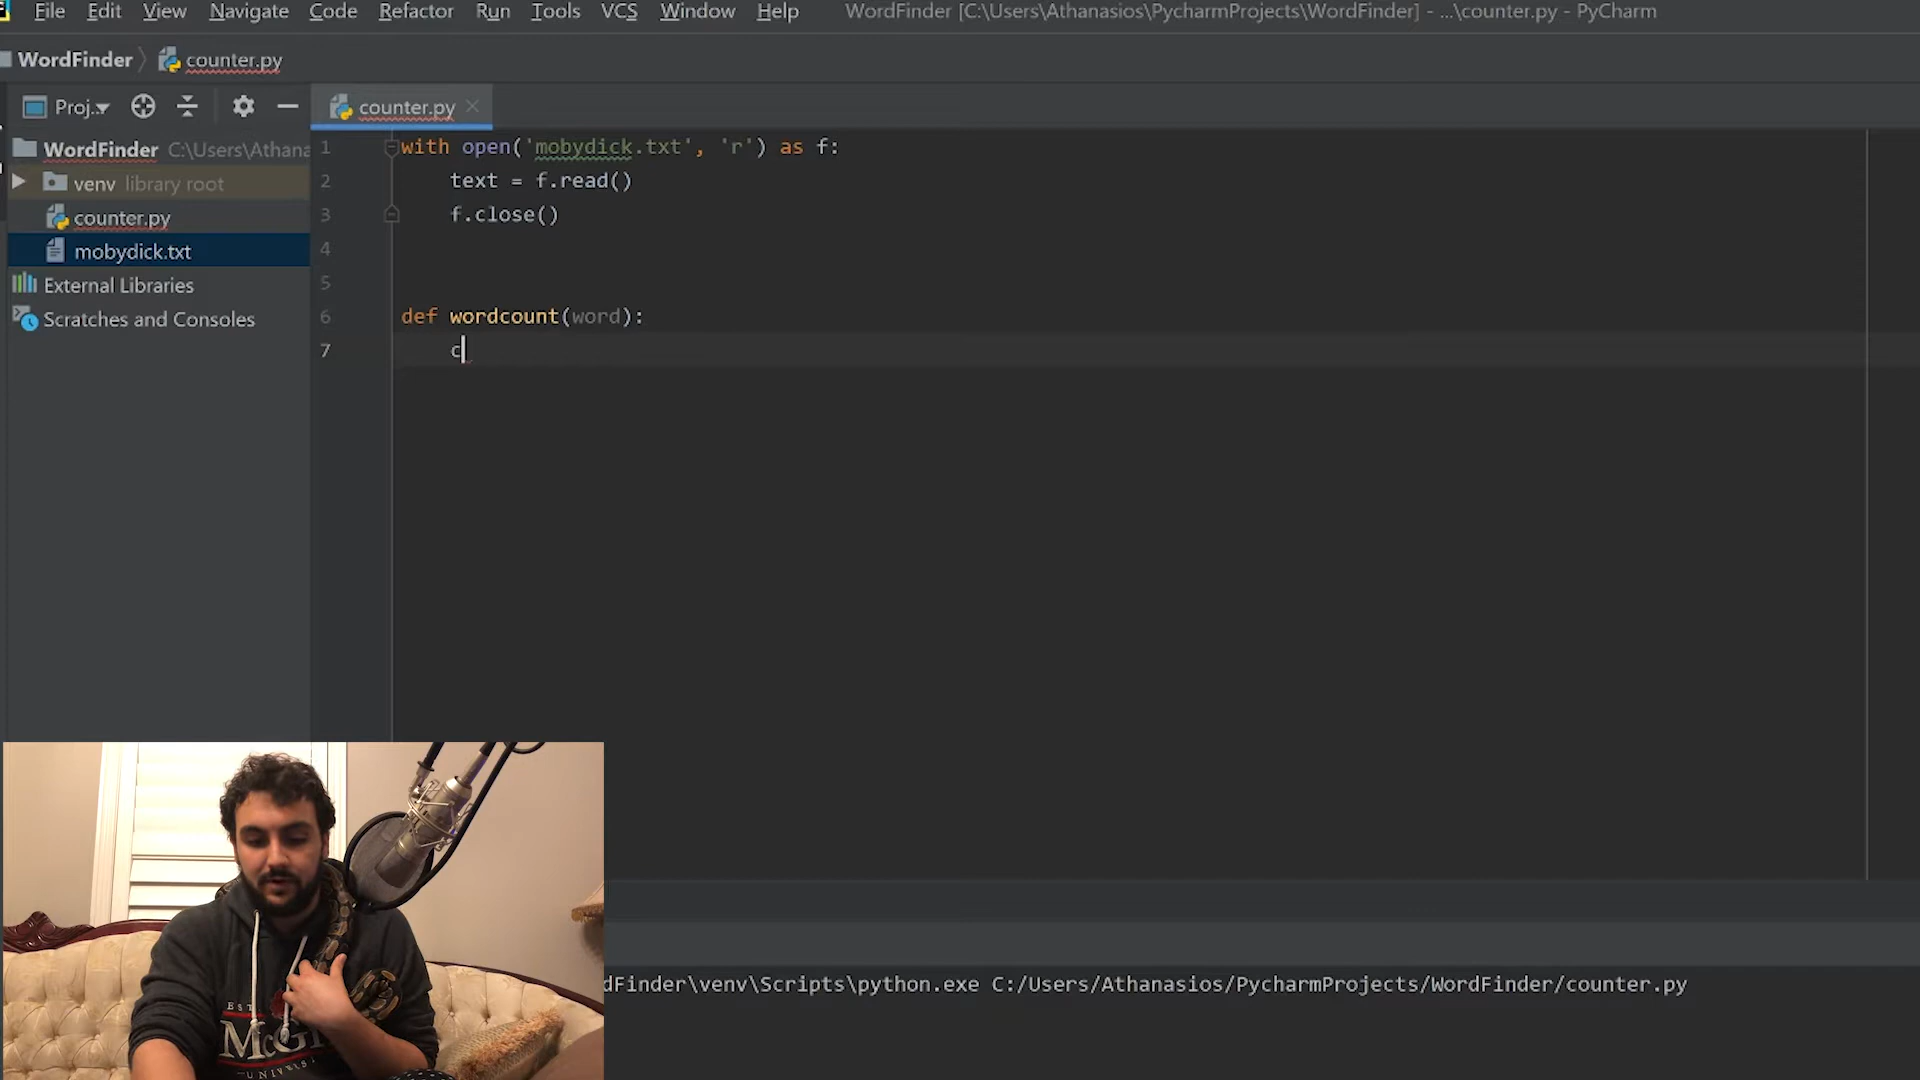 File Edit View Navigate Code Refactor Run Tools VCS Window Help WordFinder [C:\Users\Athanasios\PycharmProjects\WordFinder] - ...\counter.py - PyCharm
WordFinder counter.py
Proj... counter.py
WordFinder C:\Users\Athana
venv library root
counter.py
mobydick.txt
External Libraries
Scratches and Consoles
1 with open('mobydick.txt', 'r') as f:
2 text = f.read()
3 f.close()
4
5
6 def wordcount(word):
7 c
dFinder\venv\Scripts\python.exe C:/Users/Athanasios/PycharmProjects/WordFinder/counter.py
EST
McG
UNIVERSI